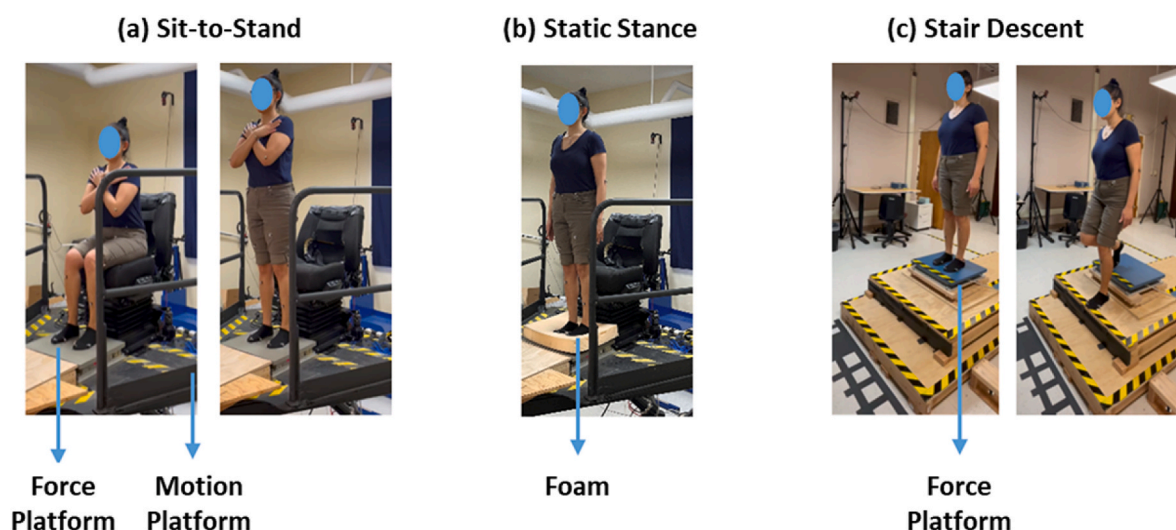 (a) Sit-to-Stand
(b) Static Stance
(c) Stair Descent
Force
Platform
Motion
Platform
Foam
Force
Platform